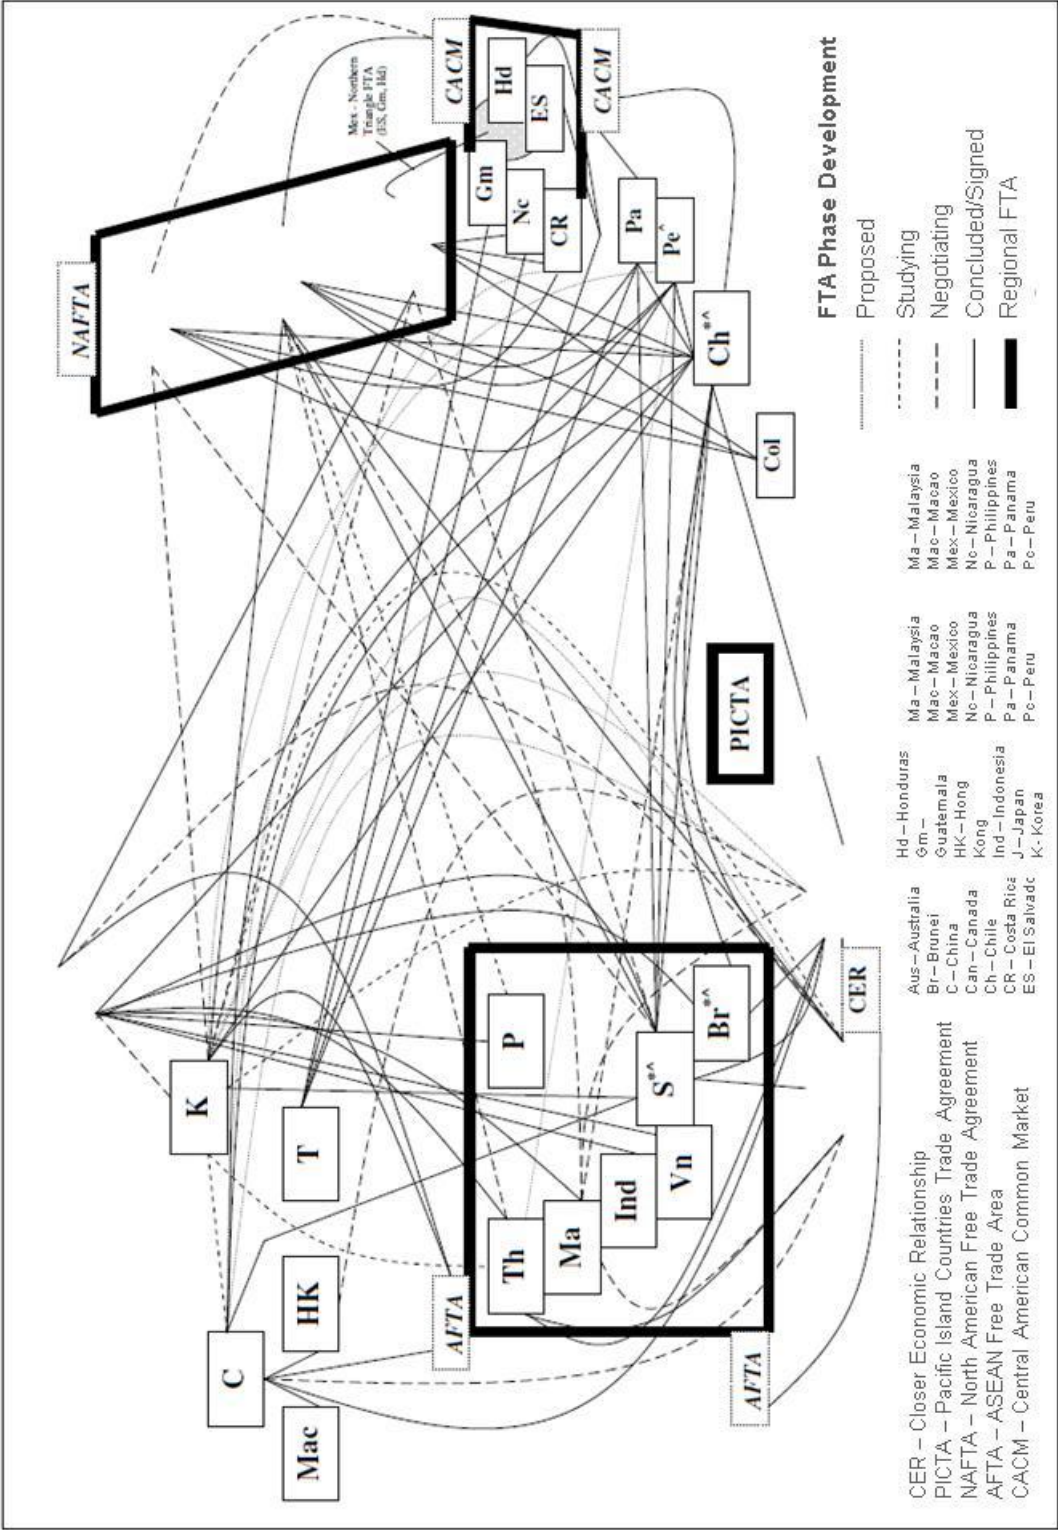 NAFTA
CACM
Mex - Northern
Triangle FTA
(ES, Gm, Hd)
Hd
ES
Gm
Nc
CR
CACM
Pa
Pe^
Ch*^
Col
K
T
C
HK
Mac
AFTA
P
S*^
Br*^
Th
Ma
Ind
Vn
AFTA
PICTA
CER
FTA Phase Development
Proposed
Studying
Negotiating
Concluded/Signed
Regional FTA
CER – Closer Economic Relationship
PICTA – Pacific Island Countries Trade Agreement
NAFTA – North American Free Trade Agreement
AFTA – ASEAN Free Trade Area
CACM – Central American Common Market
Aus – Australia
Br – Brunei
C – China
Can – Canada
Ch – Chile
CR – Costa Rica
ES – El Salvadc
Hd – Honduras
Gm –
Guatemala
HK – Hong
Kong
Ind – Indonesia
J – Japan
K - Korea
Ma – Malaysia
Mac – Macao
Mex – Mexico
Nc – Nicaragua
P – Philippines
Pa – Panama
Pc – Peru
Ma – Malaysia
Mac – Macao
Mex – Mexico
Nc – Nicaragua
P – Philippines
Pa – Panama
Pc – Peru